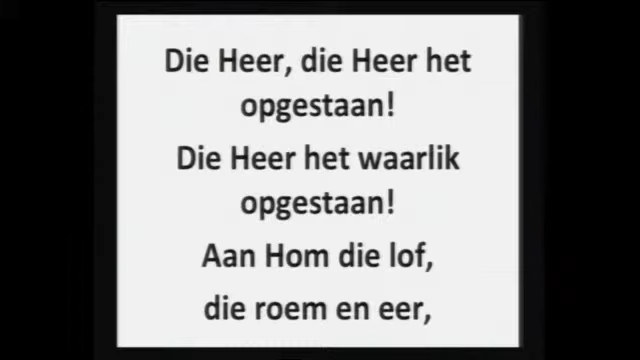 Die Heer, die Heer het
opgestaan!
Die Heer het waarlik
opgestaan!
Aan Hom die lof,
die roem en eer,